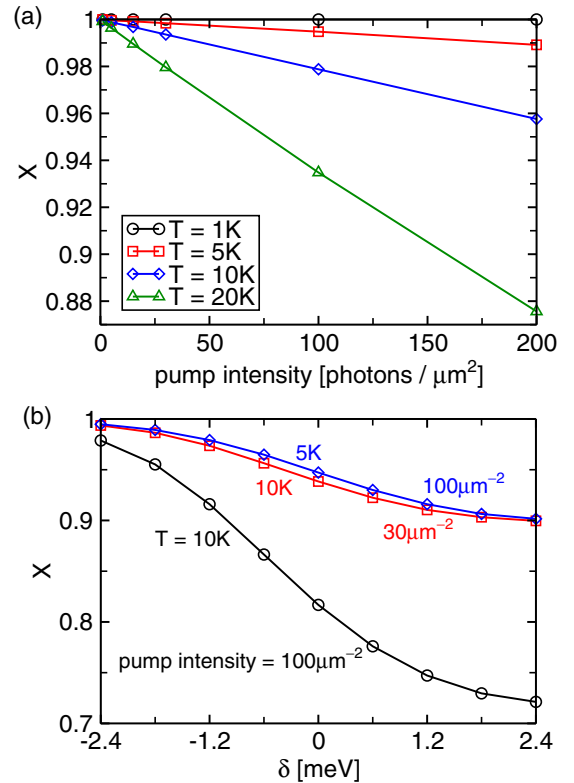 (a)
1
0.98
0.96
0.94
0.92
0.9
0.88
X
T = 1K
T = 5K
T = 10K
T = 20K
0 50 100 150 200
pump intensity [photons / μm²]
(b)
1
0.9
0.8
0.7
X
5K
10K
100μm⁻²
30μm⁻²
T = 10K
pump intensity = 100μm⁻²
-2.4 -1.2 0 1.2 2.4
δ [meV]